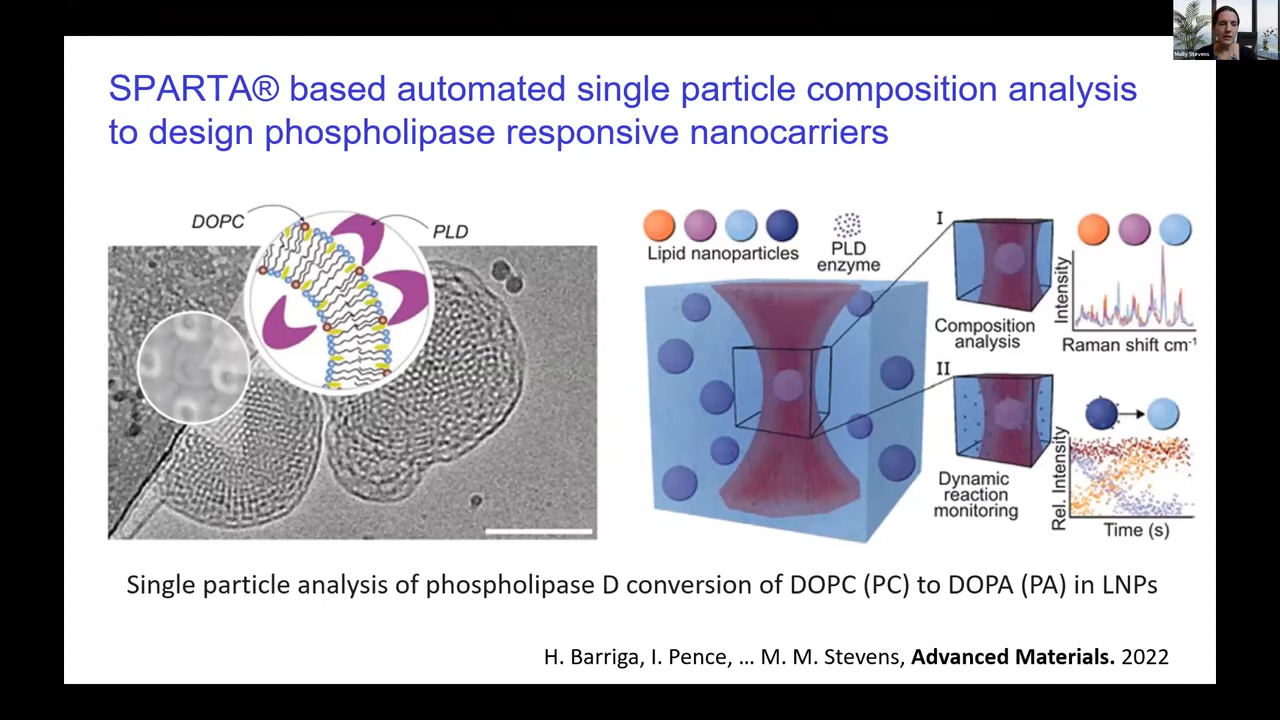 Molly Stevens
SPARTA® based automated single particle composition analysis
to design phospholipase responsive nanocarriers
DOPC
PLD
Lipid nanoparticles
PLD
enzyme
I
Composition
analysis
Intensity
Raman shift cm⁻¹
II
Dynamic
reaction
monitoring
Rel. Intensity
Time (s)
Single particle analysis of phospholipase D conversion of DOPC (PC) to DOPA (PA) in LNPs
H. Barriga, I. Pence, … M. M. Stevens, Advanced Materials. 2022